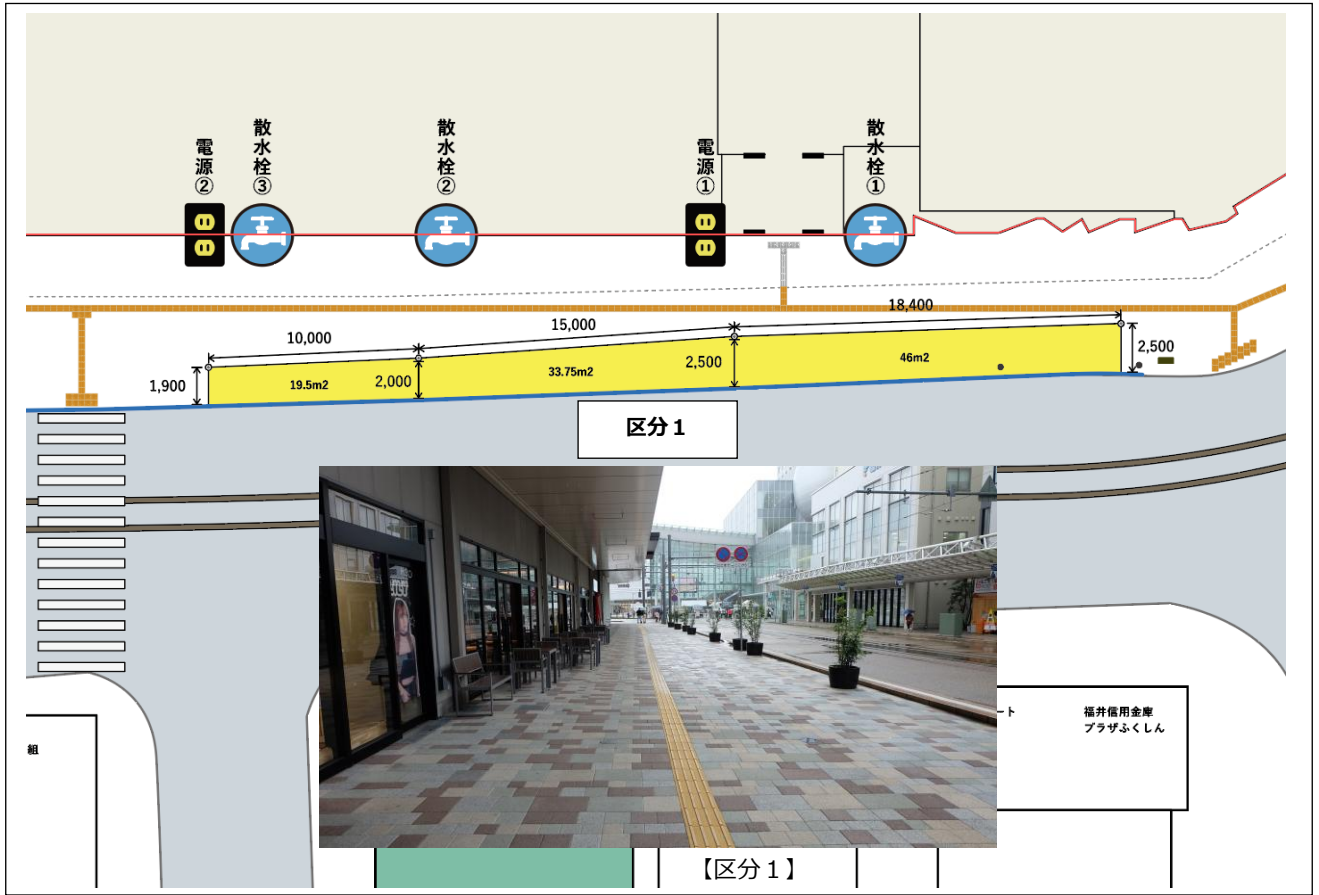 電源②
散水栓③
散水栓②
電源①
散水栓①
18,400
15,000
10,000
2,500
2,500
1,900
2,000
19.5m2
33.75m2
46m2
区分１
ート
福井信用金庫
プラザふくしん
組
【区分１】